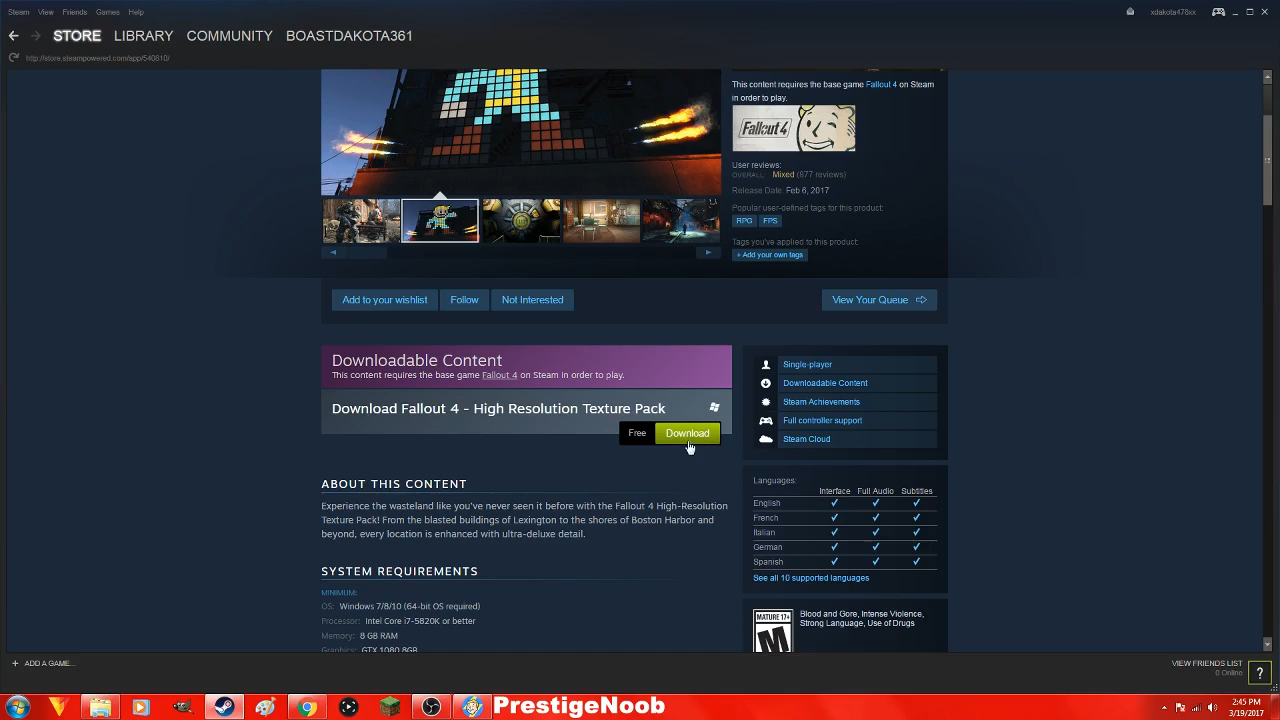 Steam View Friends Games Help
xdakota478xx
STORE LIBRARY COMMUNITY BOASTDAKOTA361
http://store.steampowered.com/app/540810/
This content requires the base game Fallout 4 on Steam
in order to play.
Fallout 4
User reviews:
OVERALL: Mixed (877 reviews)
Release Date: Feb 6, 2017
Popular user-defined tags for this product:
RPG FPS
Tags you've applied to this product:
+ Add your own tags
Add to your wishlist Follow Not Interested View Your Queue
Downloadable Content
This content requires the base game Fallout 4 on Steam in order to play.
Download Fallout 4 - High Resolution Texture Pack
Free Download
Single-player
Downloadable Content
Steam Achievements
Full controller support
Steam Cloud
ABOUT THIS CONTENT
Experience the wasteland like you've never seen it before with the Fallout 4 High-Resolution
Texture Pack! From the blasted buildings of Lexington to the shores of Boston Harbor and
beyond, every location is enhanced with ultra-deluxe detail.
SYSTEM REQUIREMENTS
MINIMUM:
OS: Windows 7/8/10 (64-bit OS required)
Processor: Intel Core i7-5820K or better
Memory: 8 GB RAM
Graphics: GTX 1080 8GB
Languages:
Interface Full Audio Subtitles
English ✓ ✓ ✓
French ✓ ✓ ✓
Italian ✓ ✓ ✓
German ✓ ✓ ✓
Spanish ✓ ✓ ✓
See all 10 supported languages
MATURE 17+
M
Blood and Gore, Intense Violence,
Strong Language, Use of Drugs
+ ADD A GAME...
VIEW FRIENDS LIST
0 Online
?
PrestigeNoob
2:45 PM
3/19/2017